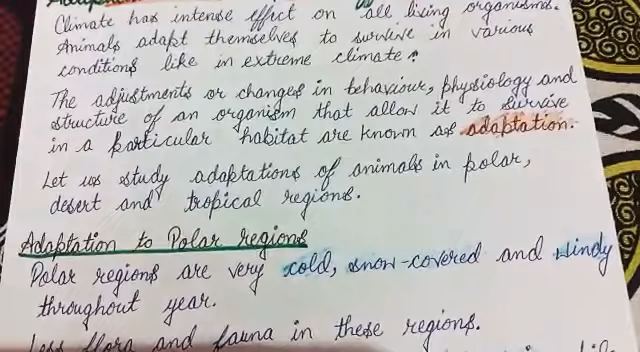 Climate has intense effect on all living organisms.
Animals adapt themselves to survive in various
conditions like in extreme climate.
The adjustments or changes in behaviour, physiology and
structure of an organism that allow it to survive
in a particular habitat are known as adaptation.
Let us study adaptations of animals in polar,
desert and tropical regions.
Adaptation to Polar regions
Polar regions are very cold, snow-covered and windy
throughout year.
Less flora and fauna in these regions.